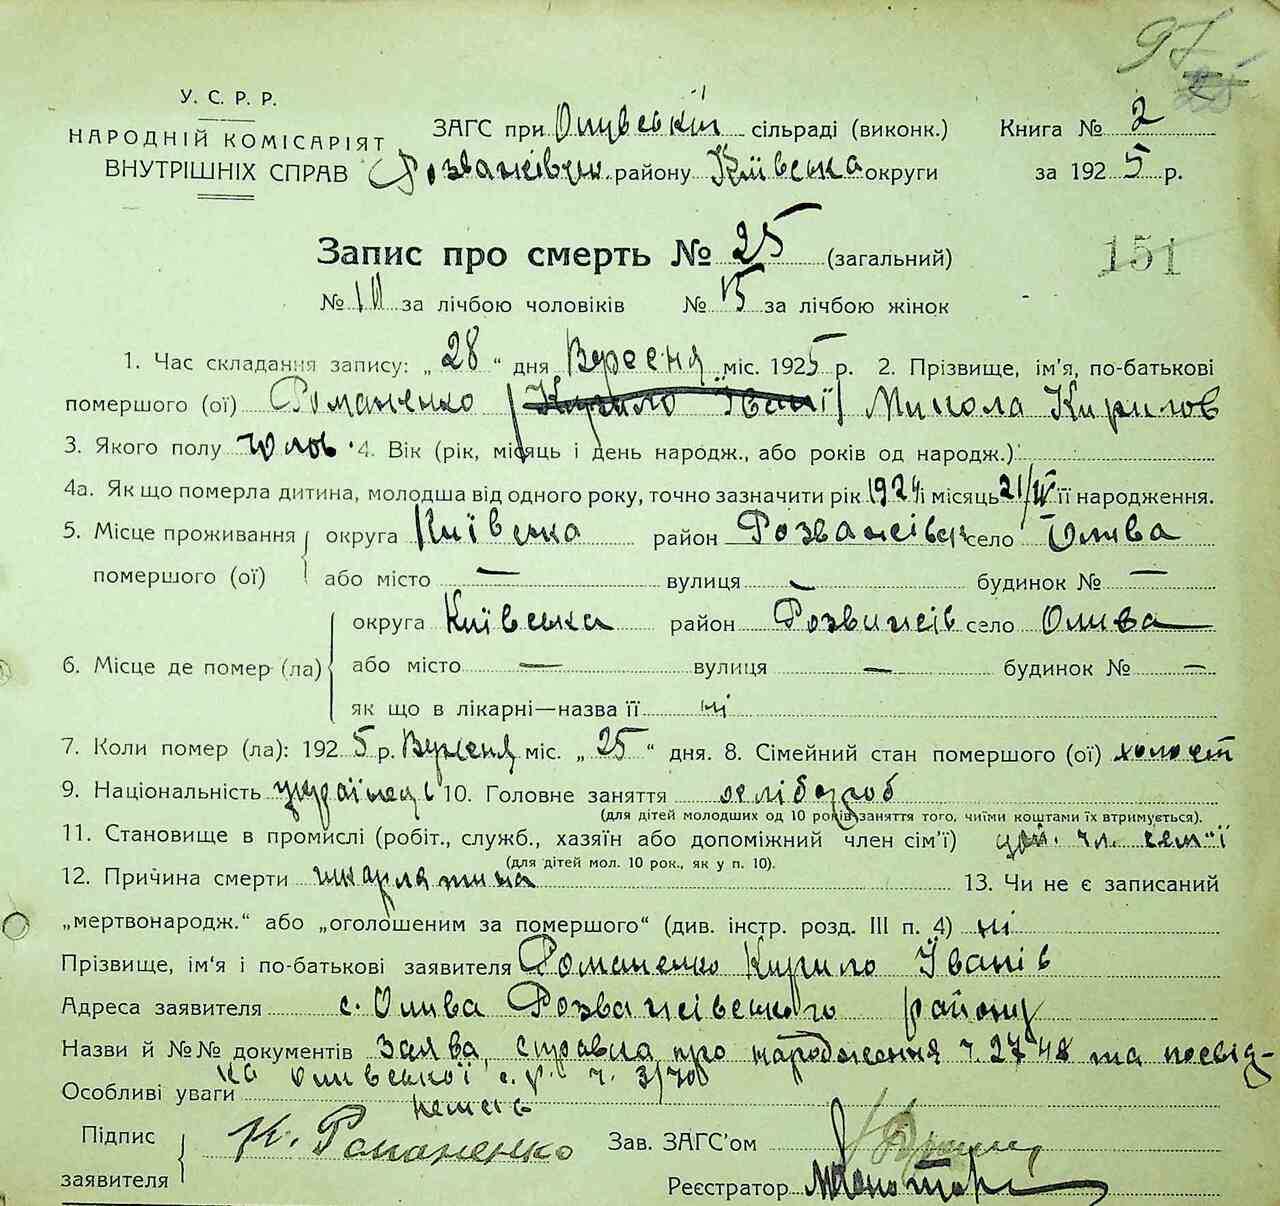 97
У. С. Р. Р.
НАРОДНІЙ КОМІСАРІЯТ
ВНУТРІШНІХ СПРАВ
ЗАГС при Оливській сільраді (виконк.)
Розважівськ. району Київська округи
Книга № 2
за 1925 р.
Запис про смерть № 25 (загальний)
151
№ 10 за лічбою чоловіків № 15 за лічбою жінок
1. Час складання запису: „ 28 “ дня Вересня міс. 1925 р. 2. Прізвище, ім'я, по-батькові
помершого (ої) Романенко Микола Кирилов
3. Якого полу чолов 4. Вік (рік, місяць і день народж., або років од народж.)
4а. Як що померла дитина, молодша від одного року, точно зазначити рік 1924 і місяць 21/IV її народження.
5. Місце проживання помершого (ої) округа Київська район Розважівськ село Олива
або місто — вулиця - будинок № —
6. Місце де помер (ла) округа Київська район Розважів село Олива
або місто — вулиця — будинок № —
як що в лікарні—назва її ні
7. Коли помер (ла): 1925 р. Вересня міс. „ 25 “ дня. 8. Сімейний стан помершого (ої) холост
9. Національність українець 10. Головне заняття хлібороб
(для дітей молодших од 10 років заняття того, чиїми коштами їх втримується).
11. Становище в промислі (робіт., служб., хазяїн або допоміжний член сім'ї) доп. чл. сем'ї
(для дітей мол. 10 рок., як у п. 10).
12. Причина смерти шкарлятина 13. Чи не є записаний
„мертвонародж.“ або „оголошеним за помершого“ (див. інстр. розд. III п. 4) ні
Прізвище, ім'я і по-батькові заявителя Романенко Кирило Іванів
Адреса заявителя с. Олива Розважівського району
Назви й №№ документів Заява, справка про народження ч. 2748 та посвід-
ка Оливської с.р. ч. 3/70
Особливі уваги немає
Підпис заявителя К. Романенко
Зав. ЗАГС'ом
Реєстратор